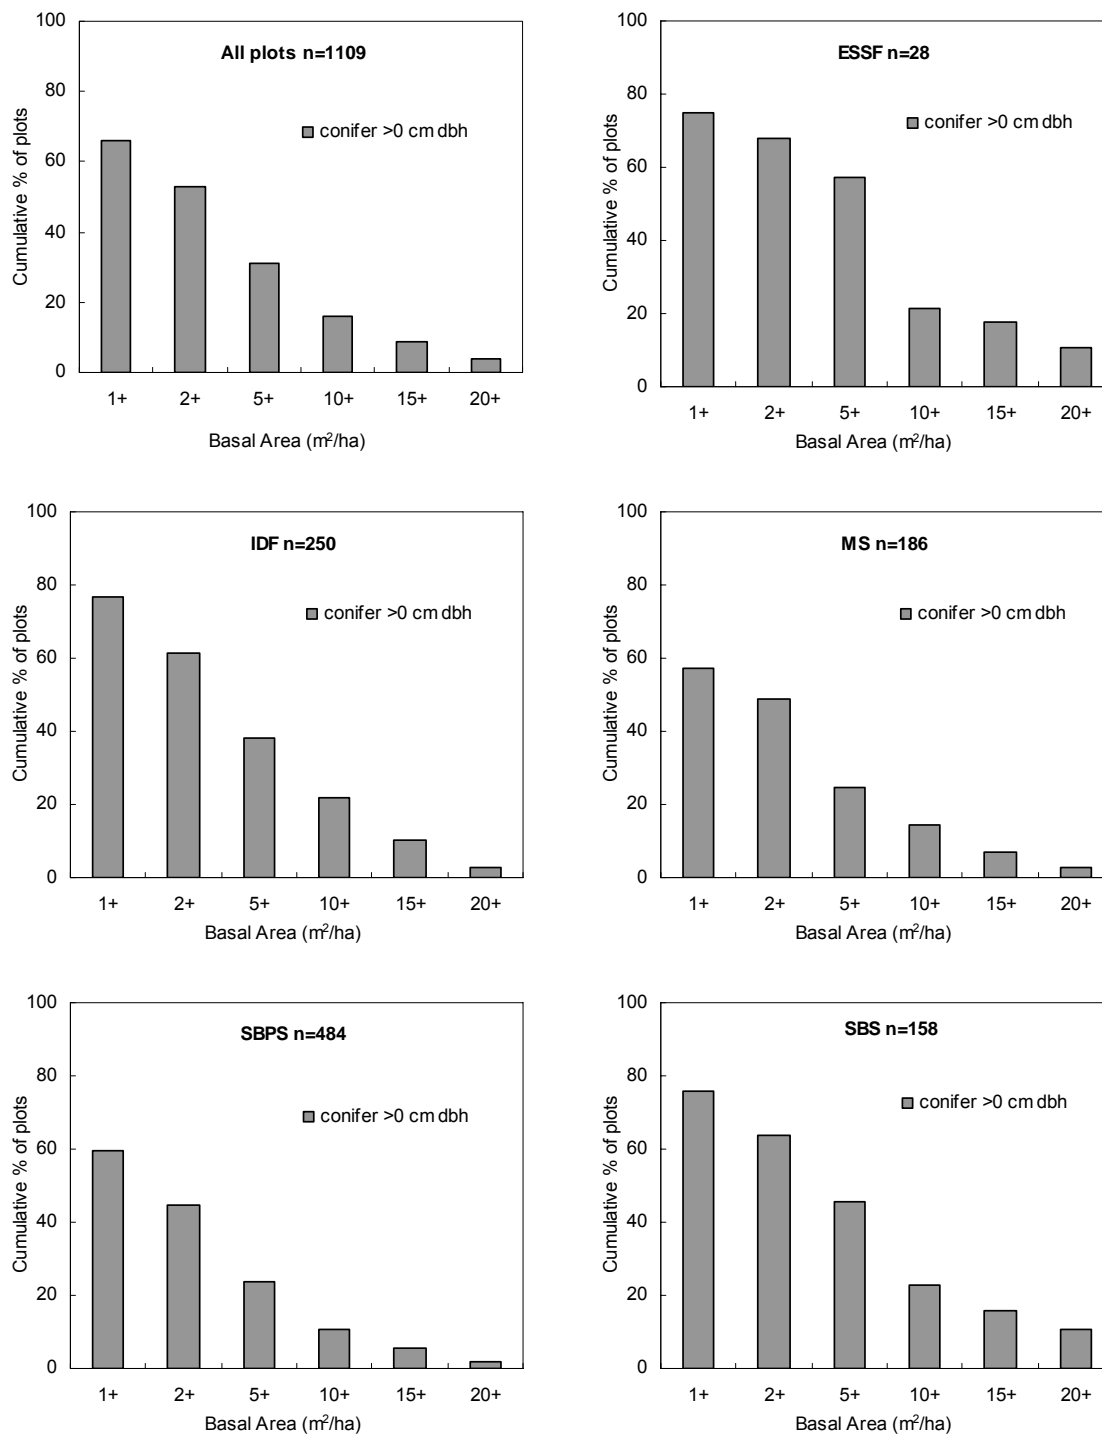 All plots n=1109
conifer >0 cm dbh
Cumulative % of plots
100
80
60
40
20
0
1+ 2+ 5+ 10+ 15+ 20+
Basal Area (m²/ha)
ESSF n=28
conifer >0 cm dbh
Cumulative % of plots
100
80
60
40
20
0
1+ 2+ 5+ 10+ 15+ 20+
Basal Area (m²/ha)
IDF n=250
conifer >0 cm dbh
Cumulative % of plots
100
80
60
40
20
0
1+ 2+ 5+ 10+ 15+ 20+
Basal Area (m²/ha)
MS n=186
conifer >0 cm dbh
Cumulative % of plots
100
80
60
40
20
0
1+ 2+ 5+ 10+ 15+ 20+
Basal Area (m²/ha)
SBPS n=484
conifer >0 cm dbh
Cumulative % of plots
100
80
60
40
20
0
1+ 2+ 5+ 10+ 15+ 20+
Basal Area (m²/ha)
SBS n=158
conifer >0 cm dbh
Cumulative % of plots
100
80
60
40
20
0
1+ 2+ 5+ 10+ 15+ 20+
Basal Area (m²/ha)